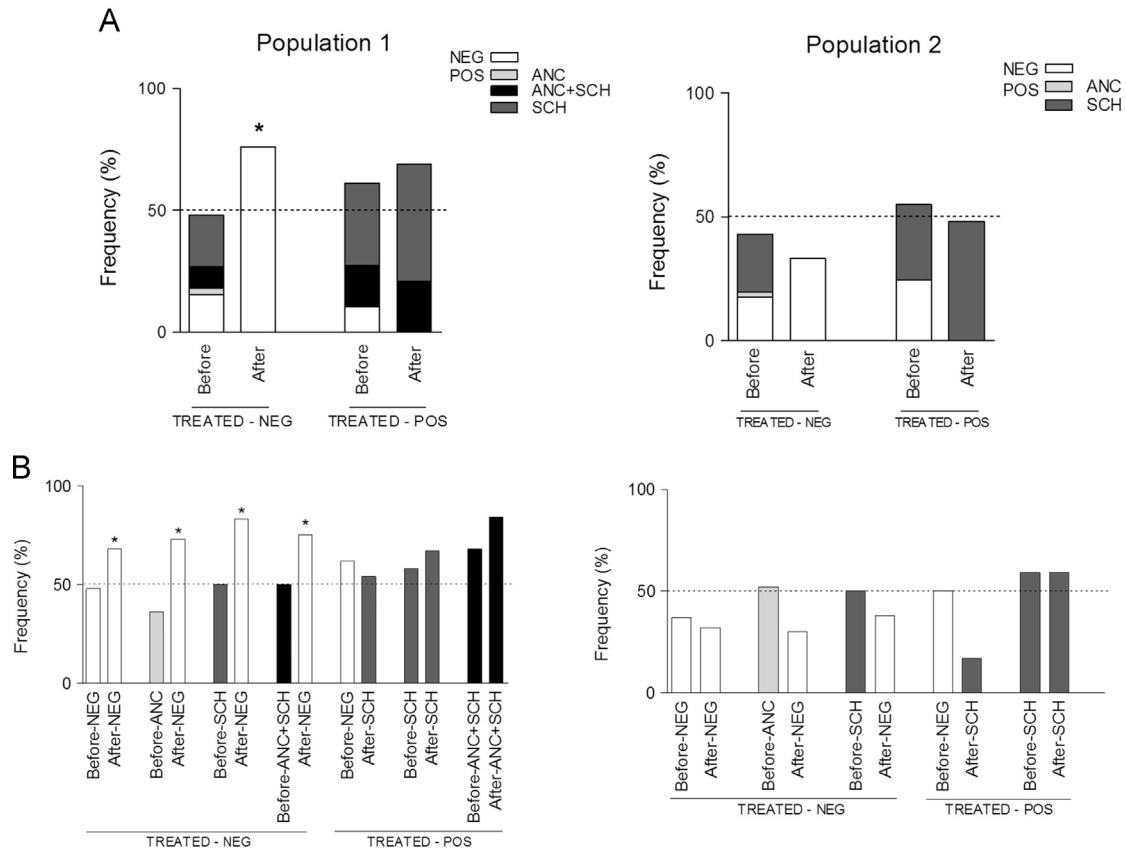 A
Population 1
NEG
POS
ANC
ANC+SCH
SCH
Frequency (%)
100
50
0
*
Before
After
Before
After
TREATED - NEG
TREATED - POS
Population 2
NEG
POS
ANC
SCH
Frequency (%)
100
50
0
Before
After
Before
After
TREATED - NEG
TREATED - POS
B
Frequency (%)
100
50
0
*
*
*
*
Before-NEG
After-NEG
Before-ANC
After-NEG
Before-SCH
After-NEG
Before-ANC+SCH
After-NEG
Before-NEG
After-SCH
Before-SCH
After-SCH
Before-ANC+SCH
After-ANC+SCH
TREATED - NEG
TREATED - POS
Frequency (%)
100
50
0
Before-NEG
After-NEG
Before-ANC
After-NEG
Before-SCH
After-NEG
Before-NEG
After-SCH
Before-SCH
After-SCH
TREATED - NEG
TREATED - POS